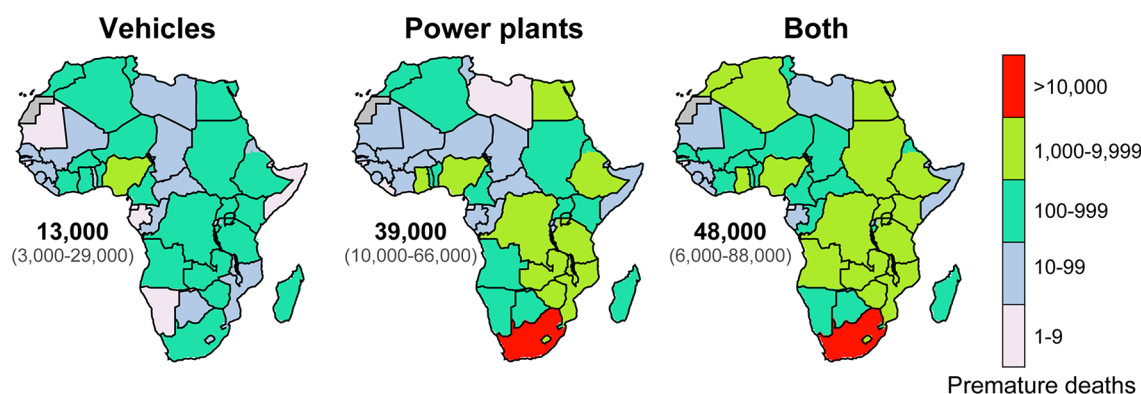 Vehicles
Power plants
Both
13,000
(3,000-29,000)
39,000
(10,000-66,000)
48,000
(6,000-88,000)
>10,000
1,000-9,999
100-999
10-99
1-9
Premature deaths